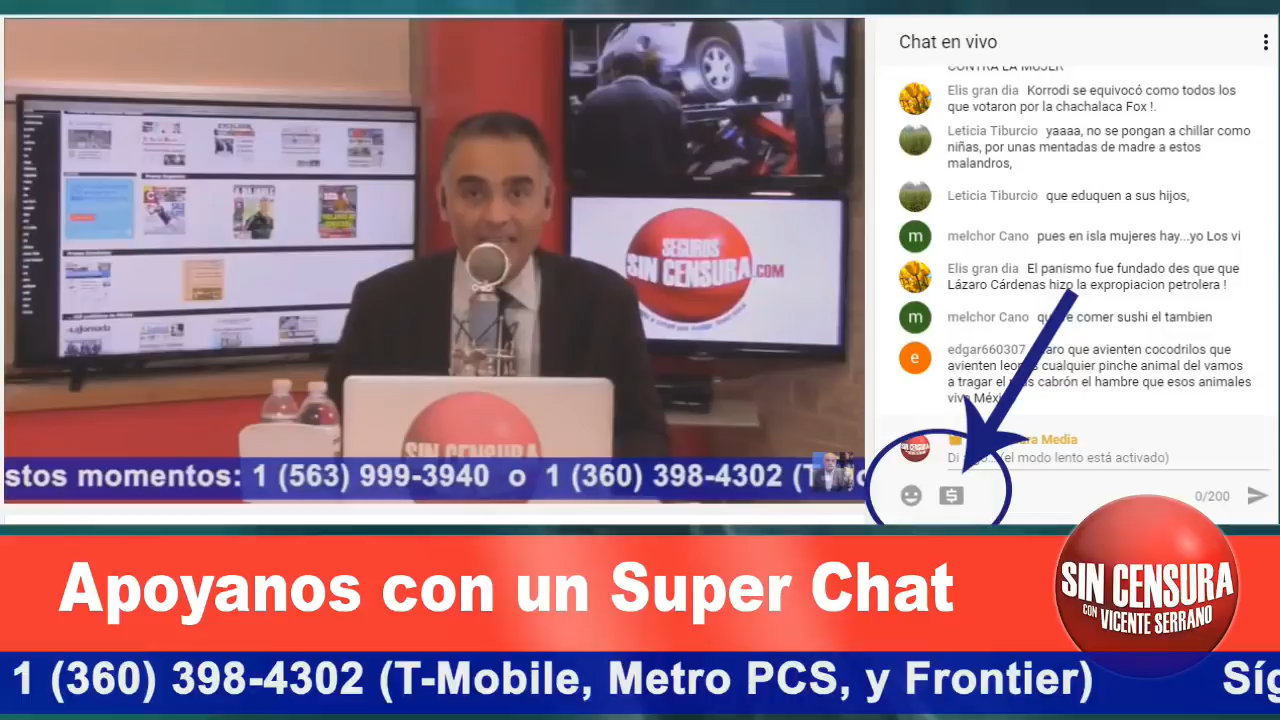 Chat en vivo
CONTRA LA MUJER
Elis gran dia Korrodi se equivocó como todos los
que votaron por la chachalaca Fox !.
Leticia Tiburcio yaaaa, no se pongan a chillar como
niñas, por unas mentadas de madre a estos
malandros,
Leticia Tiburcio que eduquen a sus hijos,
m
melchor Cano pues en isla mujeres hay...yo Los vi
Elis gran dia El panismo fue fundado des que que
Lázaro Cárdenas hizo la expropiacion petrolera !
m
melchor Cano comer sushi el tambien
e
edgar660307 que avienten cocodrilos que
avienten cualquier pinche animal del vamos
a tragar el cabrón el hambre que esos animales
Media
(el modo lento está activado)
0/200
SEGUROS
SIN CENSURA.COM
SIN CENSURA
stos momentos: 1 (563) 999-3940 o 1 (360) 398-4302 (T
Apoyanos con un Super Chat
SIN CENSURA
CON
VICENTE SERRANO
1 (360) 398-4302 (T-Mobile, Metro PCS, y Frontier) Síg